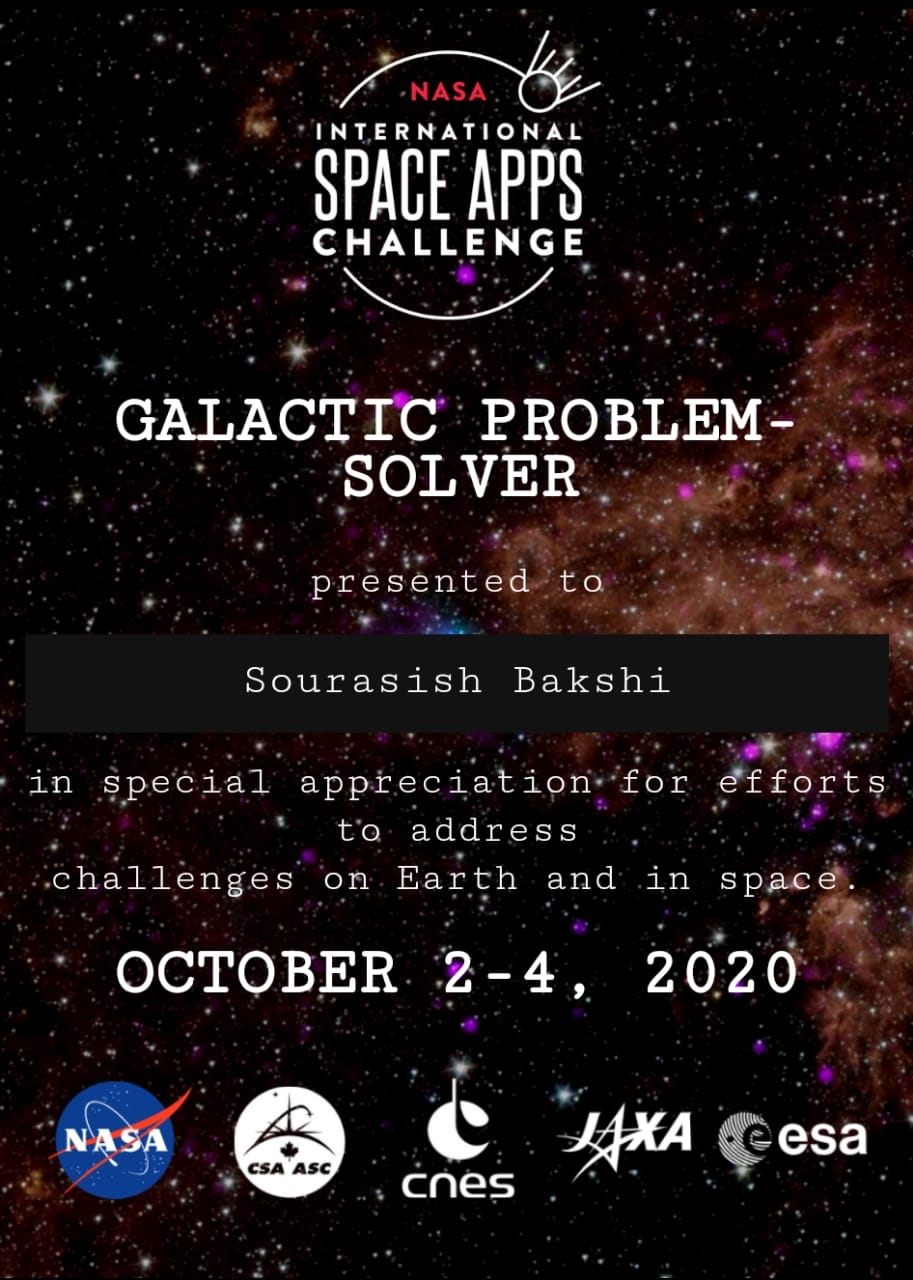 NASA
INTERNATIONAL
SPACE APPS
CHALLENGE
GALACTIC PROBLEM-
SOLVER
presented to
Sourasish Bakshi
in special appreciation for efforts
to address
challenges on Earth and in space.
OCTOBER 2-4, 2020
NASA CSA ASC cnes JAXA esa